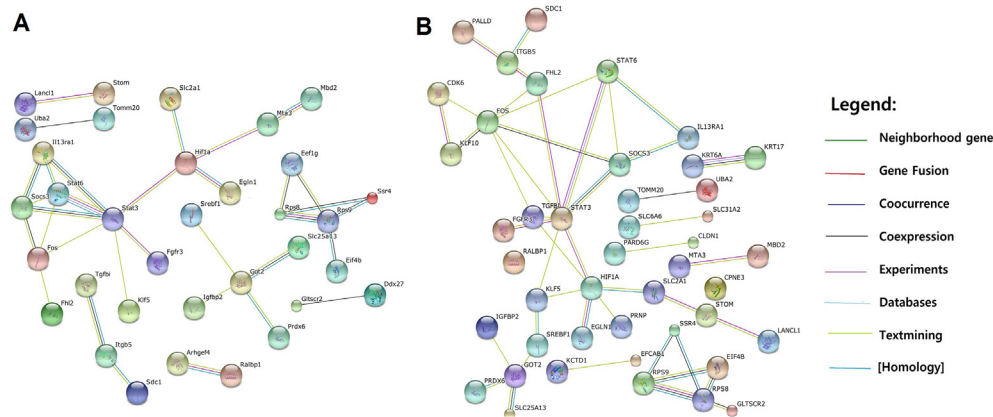 A
B
Stom
Lancl1
Tomm20
Uba2
Slc2a1
Mbd2
Mta3
Il13ra1
Hif1a
Stat6
Egln1
Eef1g
Ssr4
Socs3
Stat3
Srebf1
Rps8
Rps9
Fos
Fgfr3
Slc25a13
Eif4b
Tgfbi
Got2
Fhl2
Klf5
Igfbp2
Gltscr2
Ddx27
Prdx6
Itgb5
Arhgef4
Ralbp1
Sdc1
PALLD
SDC1
ITGB5
STAT6
FHL2
CDK6
FOS
IL13RA1
KLF10
SOCS3
KRT6A
KRT17
UBA2
TOMM20
TGFBI
STAT3
FGFR3
SLC6A6
SLC31A2
CLDN1
PARD6G
RALBP1
MTA3
MBD2
HIF1A
SLC2A1
CPNE3
KLF5
STOM
IGFBP2
PRNP
SSR4
LANCL1
SREBF1
EGLN1
EFCAB1
EIF4B
GOT2
KCTD1
RPS9
RPS8
PRDX6
GLTSCR2
SLC25A13
Legend:
Neighborhood gene
Gene Fusion
Coocurrence
Coexpression
Experiments
Databases
Textmining
[Homology]